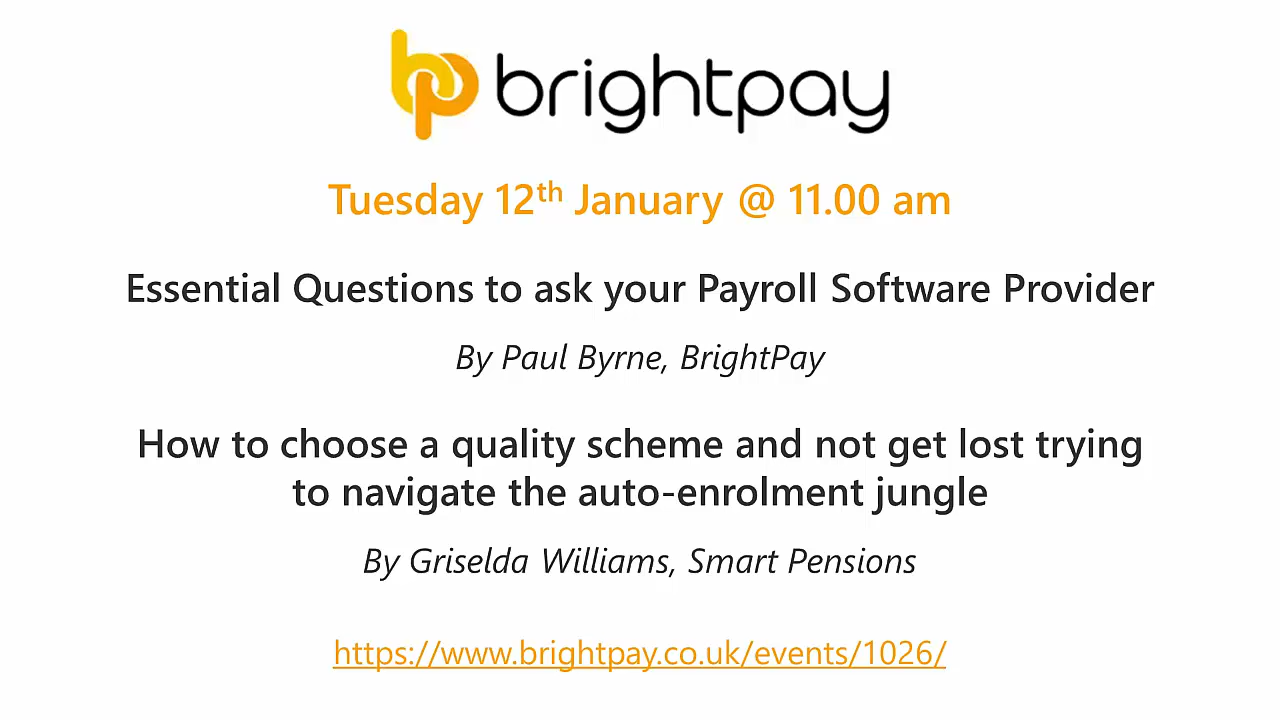 brightpay
Tuesday 12th January @ 11.00 am
Essential Questions to ask your Payroll Software Provider
By Paul Byrne, BrightPay
How to choose a quality scheme and not get lost trying
to navigate the auto-enrolment jungle
By Griselda Williams, Smart Pensions
https://www.brightpay.co.uk/events/1026/